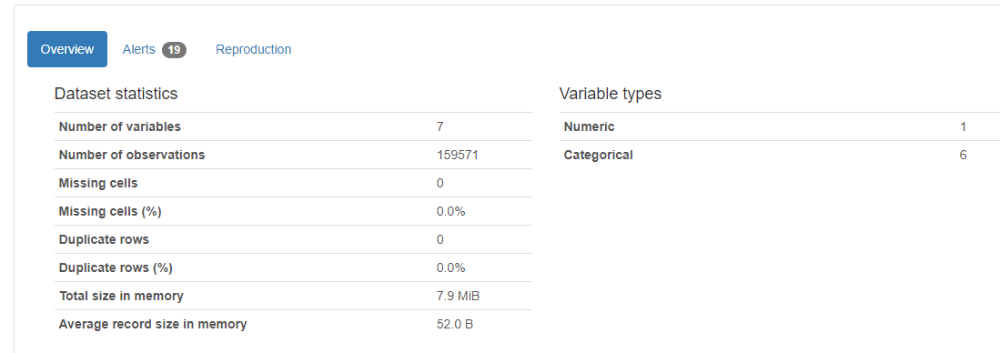 Overview Alerts 19 Reproduction
Dataset statistics
Number of variables 7
Number of observations 159571
Missing cells 0
Missing cells (%) 0.0%
Duplicate rows 0
Duplicate rows (%) 0.0%
Total size in memory 7.9 MiB
Average record size in memory 52.0 B
Variable types
Numeric 1
Categorical 6